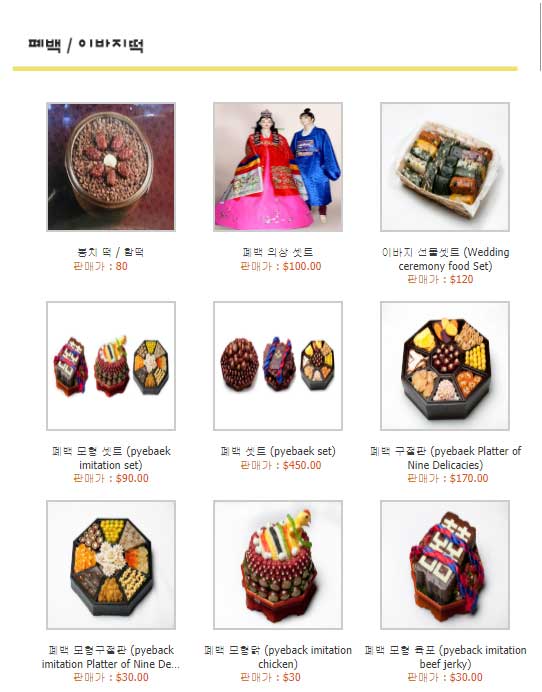 폐백 / 이바지떡
봉치 떡 / 함떡
판매가 : 80
폐백 의상 셋트
판매가 : $100.00
이바지 선물셋트 (Wedding
ceremony food Set)
판매가 : $120
폐백 모형 셋트 (pyebaek
imitation set)
판매가 : $90.00
폐백 셋트 (pyebaek set)
판매가 : $450.00
폐백 구절판 (pyebaek Platter of
Nine Delicacies)
판매가 : $170.00
폐백 모형구절판 (pyeback
imitation Platter of Nine De...
판매가 : $30.00
폐백 모형닭 (pyeback imitation
chicken)
판매가 : $30
폐백 모형 육포 (pyeback imitation
beef jerky)
판매가 : $30.00